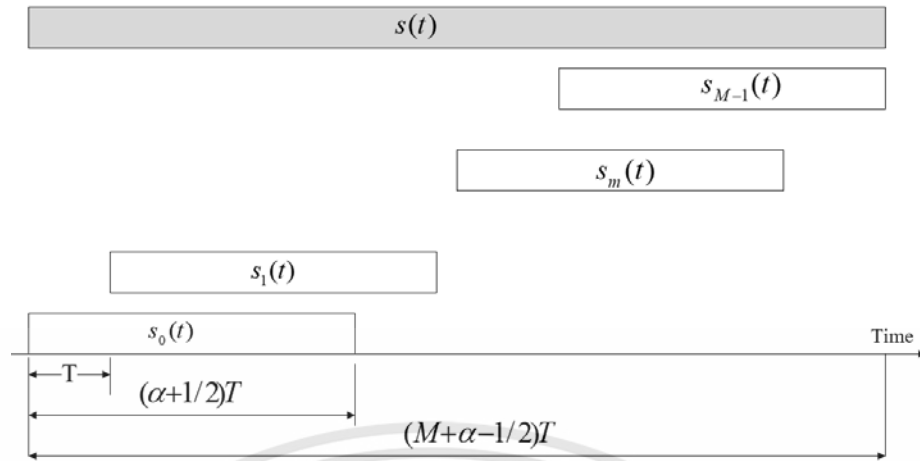 s(t)
s_{M-1}(t)
s_m(t)
s_1(t)
s_0(t)
Time
T
(α+1/2)T
(M+α−1/2)T